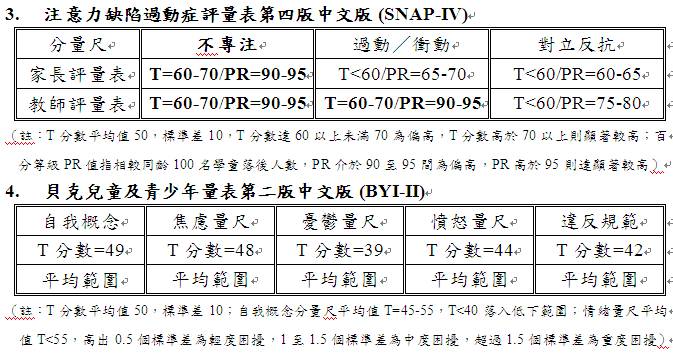 3. 注意力缺陷過動症評量表第四版中文版 (SNAP-IV)
分量尺 不專注 過動／衝動 對立反抗
家長評量表 T=60-70/PR=90-95 T<60/PR=65-70 T<60/PR=60-65
教師評量表 T=60-70/PR=90-95 T=60-70/PR=90-95 T<60/PR=75-80
（註：T 分數平均值 50，標準差 10，T 分數達 60 以上未滿 70 為偏高，T 分數高於 70 以上則顯著較高；百
分等級 PR 值指相較同齡 100 名學童落後人數，PR 介於 90 至 95 間為偏高，PR 高於 95 則達顯著較高）
4. 貝克兒童及青少年量表第二版中文版 (BYI-II)
自我概念 焦慮量尺 憂鬱量尺 憤怒量尺 違反規範
T 分數=49 T 分數=48 T 分數=39 T 分數=44 T 分數=42
平均範圍 平均範圍 平均範圍 平均範圍 平均範圍
（註：T 分數平均值 50，標準差 10；自我概念分量尺平均值 T=45-55，T<40 落入低下範圍；情緒量尺平均
值 T<55，高出 0.5 個標準差為輕度困擾，1 至 1.5 個標準差為中度困擾，超過 1.5 個標準差為重度困擾）